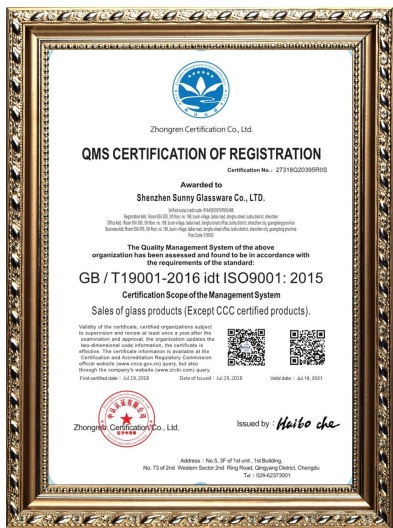 Zhongren Certification Co., Ltd.
QMS CERTIFICATION OF REGISTRATION
Certification No.: 27318Q20395R0S
Awarded to
Shenzhen Sunny Glassware Co., LTD.
The Quality Management System of the above
organization has been assessed and found to be in accordance with
the requirements of the standard:
GB / T19001-2016 idt ISO9001: 2015
Certification Scope of the Management System
Sales of glass products (Except CCC certified products).
Validity of the certificate, certified organizations subject
to supervision and review at least once a year,after the
examination and approval, the organization updates the
two-dimensional code information, the certificate is
effective. The certificate information is available at the
Certification and Accreditation Regulatory Commission
official website (www.cnca.gov.cn) query, but also
through the company's website (www.zrcln.com) query.
First certified date : Jul.19, 2018 Date of Issued : Jul.19, 2018 Valid date : Jul.18, 2021
Zhongren Certification Co., Ltd.
Issued by : Haibo che
Address : No.5, 3F of 1st unit , 1st Building,
No. 73 of 2nd Western Sector 2nd Ring Road, Qingyang District, Chengdu
Tel : 028-62373001